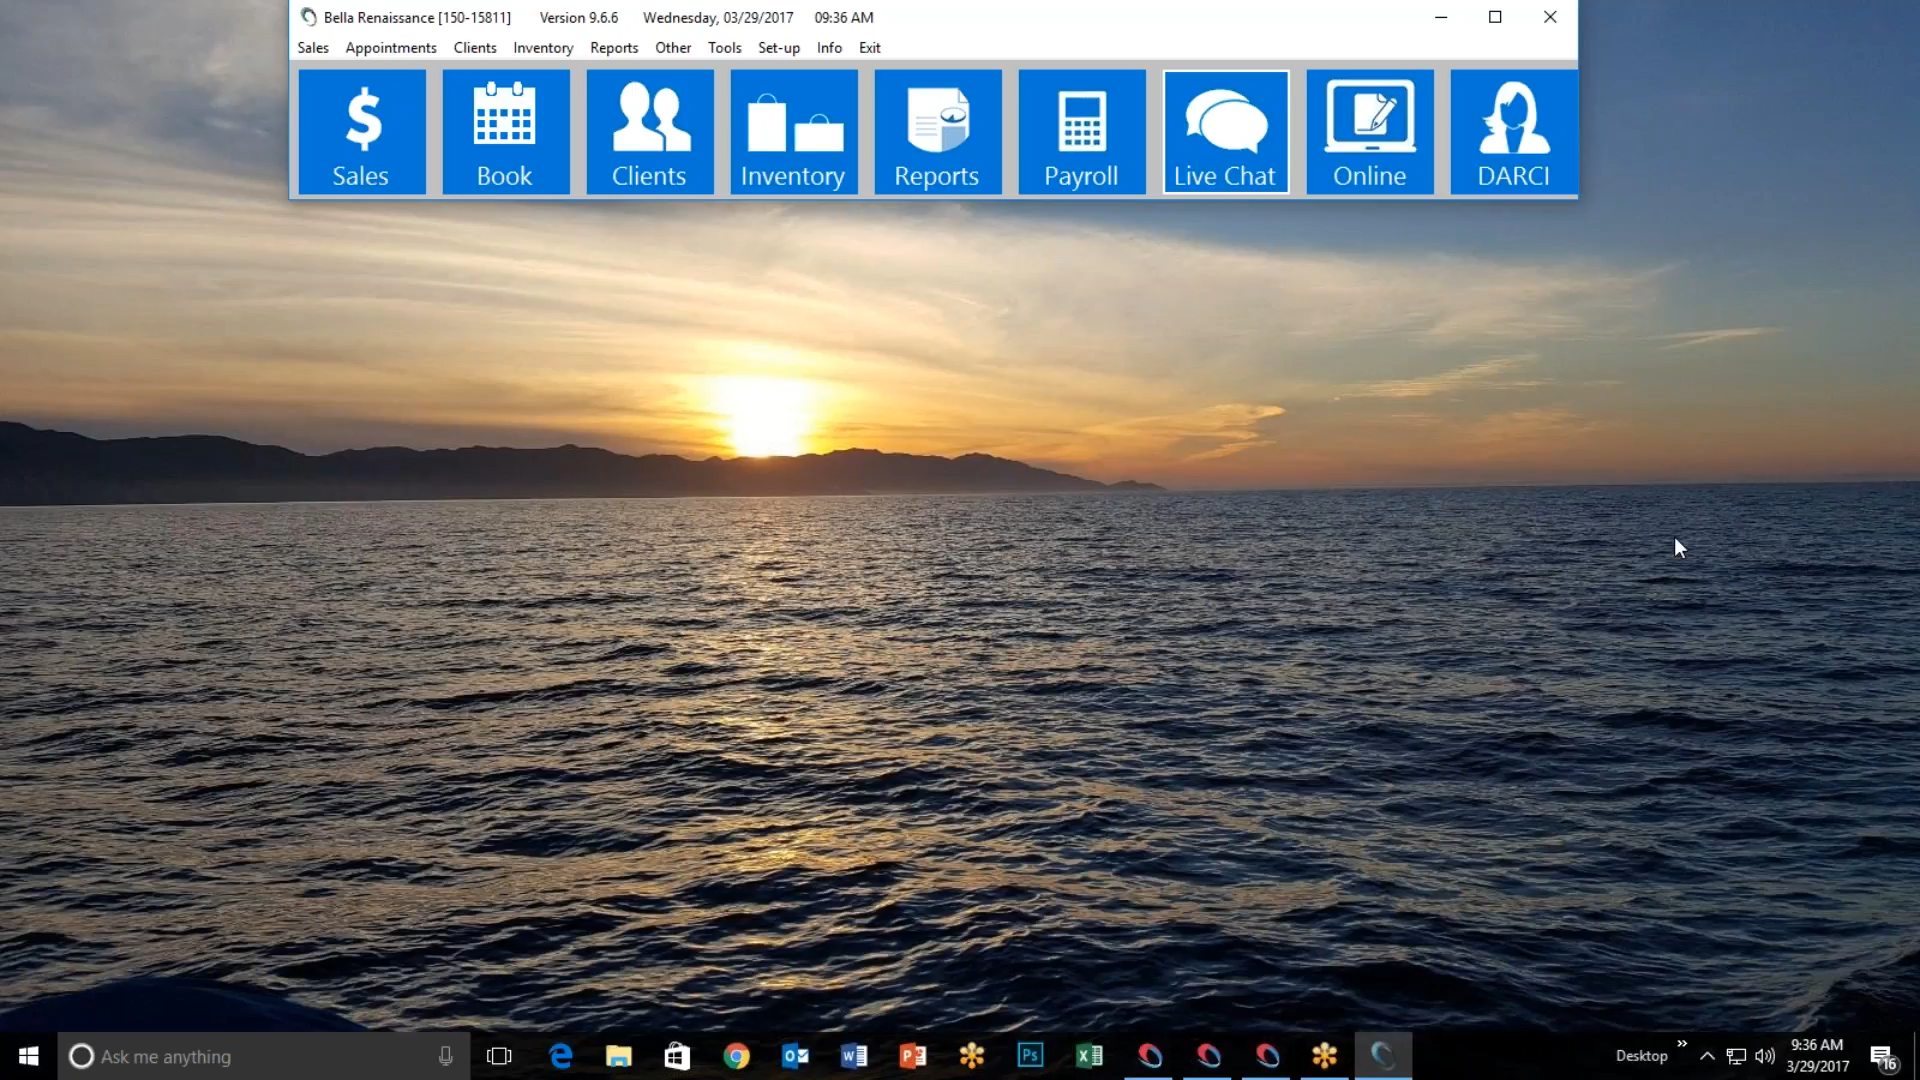 Bella Renaissance [150-15811] Version 9.6.6 Wednesday, 03/29/2017 09:36 AM
Sales Appointments Clients Inventory Reports Other Tools Set-up Info Exit
Sales Book Clients Inventory Reports Payroll Live Chat Online DARCI
Ask me anything
Desktop
9:36 AM
3/29/2017
16